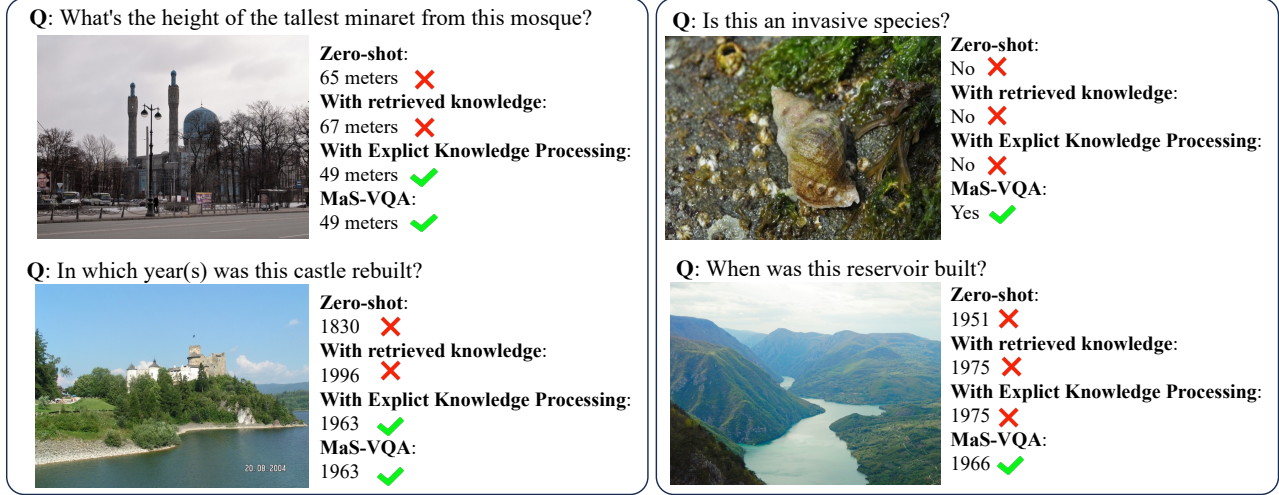 Q: What's the height of the tallest minaret from this mosque?
Zero-shot:
65 meters
With retrieved knowledge:
67 meters
With Explict Knowledge Processing:
49 meters
MaS-VQA:
49 meters
Q: In which year(s) was this castle rebuilt?
Zero-shot:
1830
With retrieved knowledge:
1996
With Explict Knowledge Processing:
1963
MaS-VQA:
1963
20 08 2004
Q: Is this an invasive species?
Zero-shot:
No
With retrieved knowledge:
No
With Explict Knowledge Processing:
No
MaS-VQA:
Yes
Q: When was this reservoir built?
Zero-shot:
1951
With retrieved knowledge:
1975
With Explict Knowledge Processing:
1975
MaS-VQA:
1966